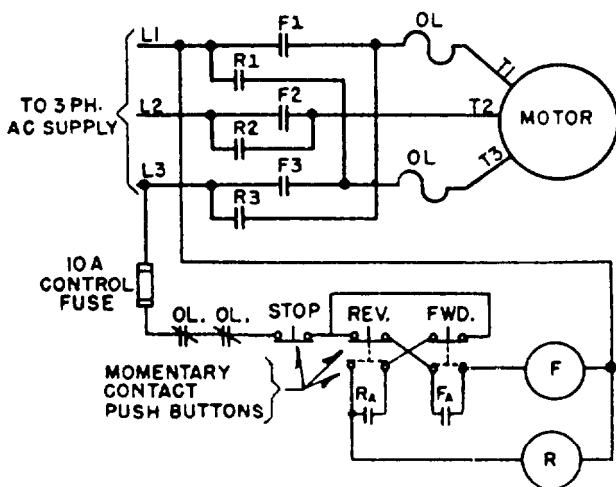 L1
F1
OL
R1
T1
TO 3 PH.
AC SUPPLY
L2
F2
T2
MOTOR
R2
L3
F3
OL
T3
R3
10 A
CONTROL
FUSE
OL. OL. STOP REV. FWD.
F
MOMENTARY
CONTACT
PUSH BUTTONS
RA
FA
R